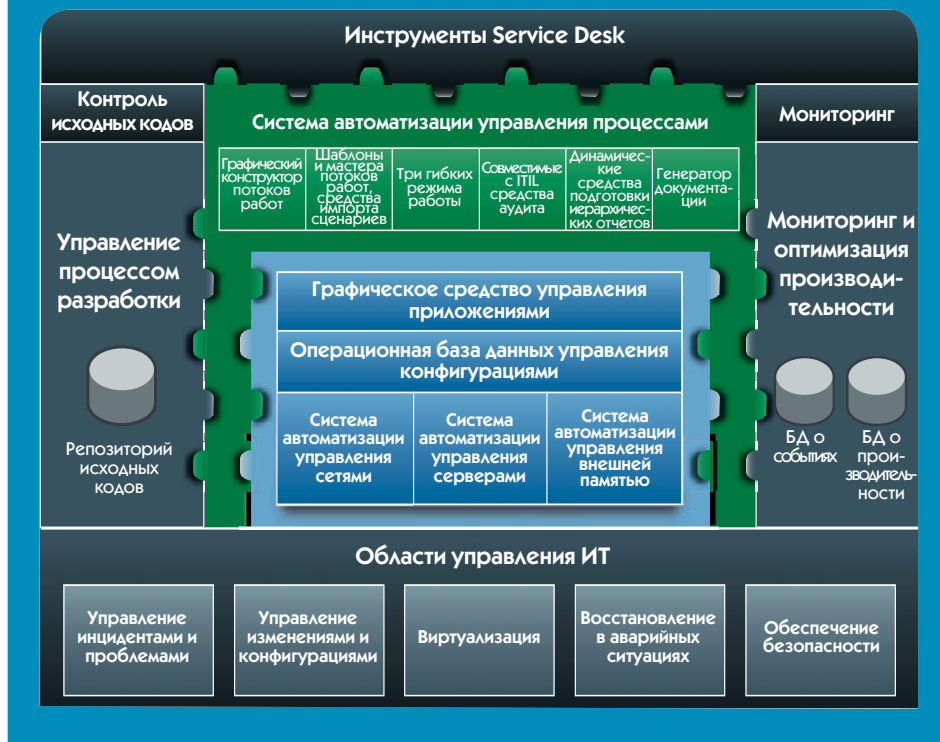 Инструменты Service Desk
Контроль
исходных кодов
Система автоматизации управления процессами
Мониторинг
Графический
конструктор
потоков
работ
Шаблоны
и мастера
потоков
работ,
средства
импорта
сценариев
Три гибких
режима
работы
Совместимые
с ITIL
средства
аудита
Динамичес-
кие
средства
подготовки
иерархичес-
ких отчетов
Генератор
документа-
ции
Управление
процессом
разработки
Репозиторий
исходных
кодов
Графическое средство управления
приложениями
Операционная база данных управления
конфигурациями
Система
автоматизации
управления
сетями
Система
автоматизации
управления
серверами
Система
автоматизации
управления
внешней
памятью
Мониторинг и
оптимизация
производи-
тельности
БД о
событиях
БД о
прои-
зводитель-
ности
Области управления ИТ
Управление
инцидентами и
проблемами
Управление
изменениями и
конфигурациями
Виртуализация
Восстановление
в аварийных
ситуациях
Обеспечение
безопасности